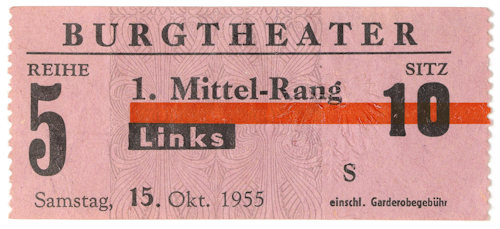 BURGTHEATER
REIHE
5
1. Mittel-Rang
Links
SITZ
10
S
Samstag, 15. Okt. 1955
einschl. Garderobegebühr